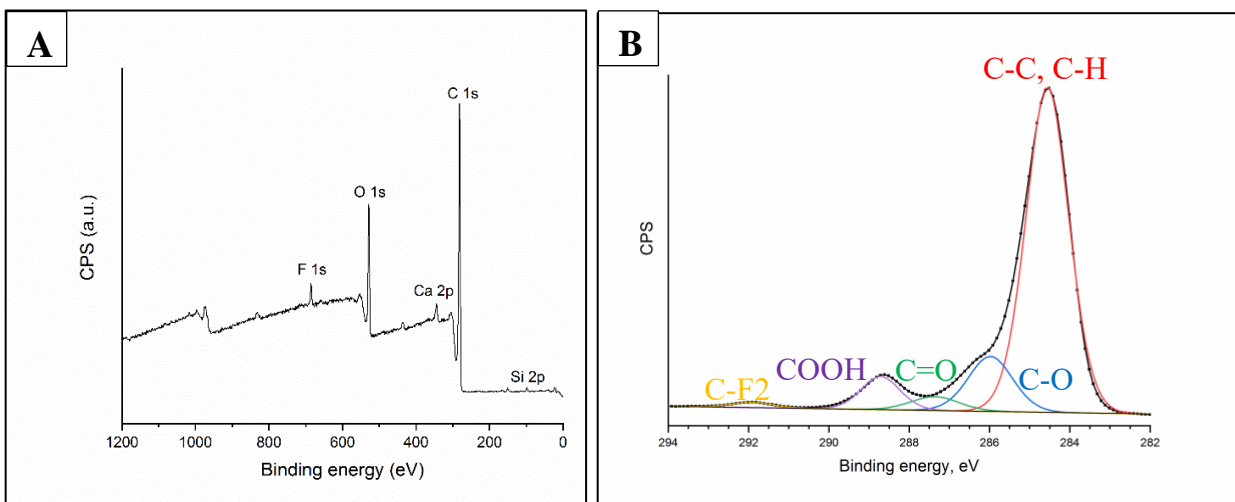 A
C 1s
O 1s
F 1s
Ca 2p
Si 2p
CPS (a.u.)
1200 1000 800 600 400 200 0
Binding energy (eV)
B
C-C, C-H
COOH
C=O
C-O
C-F2
CPS
294 292 290 288 286 284 282
Binding energy, eV